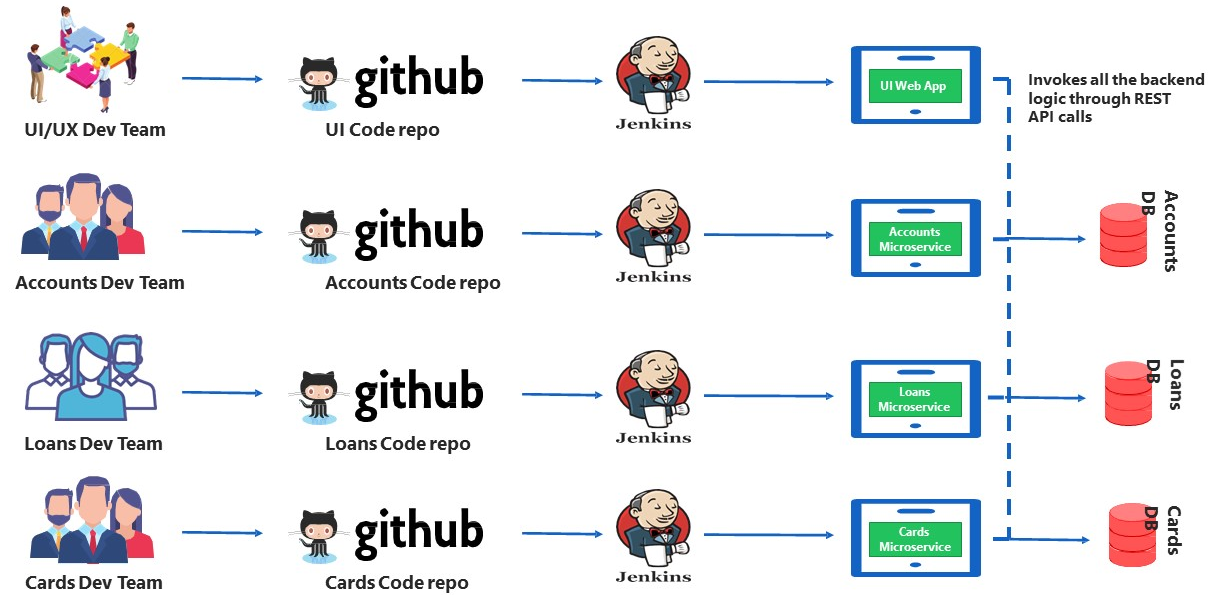 github
Jenkins
UI Web App
Invokes all the backend
logic through REST
API calls
UI/UX Dev Team
UI Code repo
github
Jenkins
Accounts
Microservice
Accounts
DB
Accounts Dev Team
Accounts Code repo
github
Jenkins
Loans
Microservice
Loans
DB
Loans Dev Team
Loans Code repo
github
Jenkins
Cards
Microservice
Cards
DB
Cards Dev Team
Cards Code repo